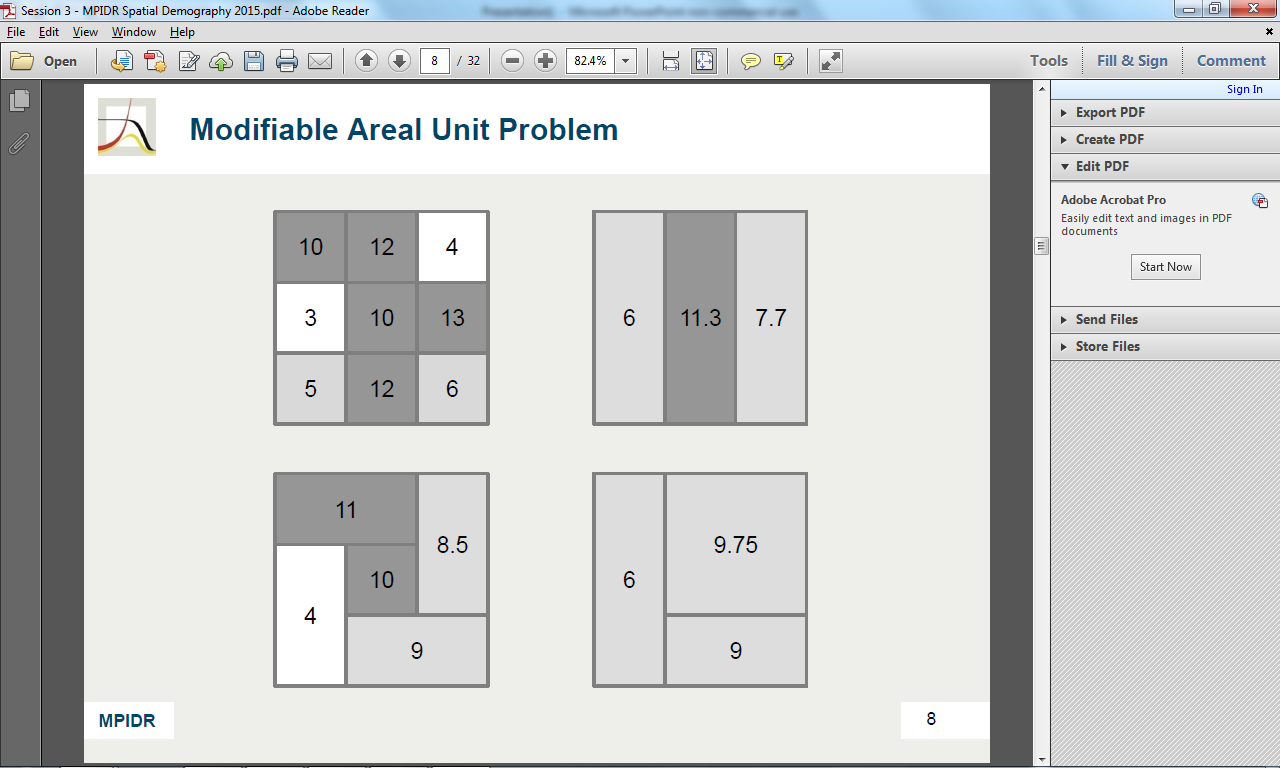 Session 3 - MPIDR Spatial Demography 2015.pdf - Adobe Reader
File Edit View Window Help
Open 8 / 32 82.4% Tools Fill & Sign Comment
Sign In
Export PDF
Create PDF
Edit PDF
Adobe Acrobat Pro
Easily edit text and images in PDF
documents
Start Now
Send Files
Store Files
Modifiable Areal Unit Problem
10 12 4
3 10 13
5 12 6
6 11.3 7.7
11
8.5
10
4
9
9.75
6
9
MPIDR
8